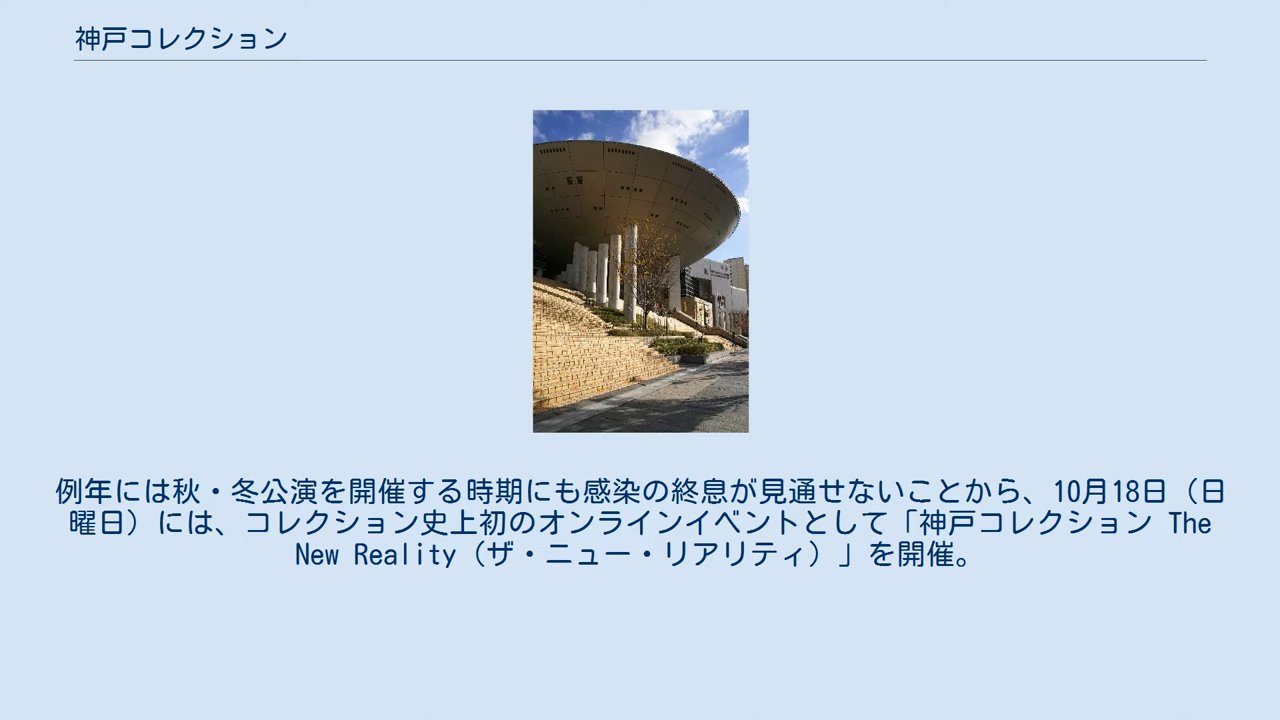 神戸コレクション
例年には秋・冬公演を開催する時期にも感染の終息が見通せないことから、10月18日（日
曜日）には、コレクション史上初のオンラインイベントとして「神戸コレクション The
New Reality（ザ・ニュー・リアリティ）」を開催。